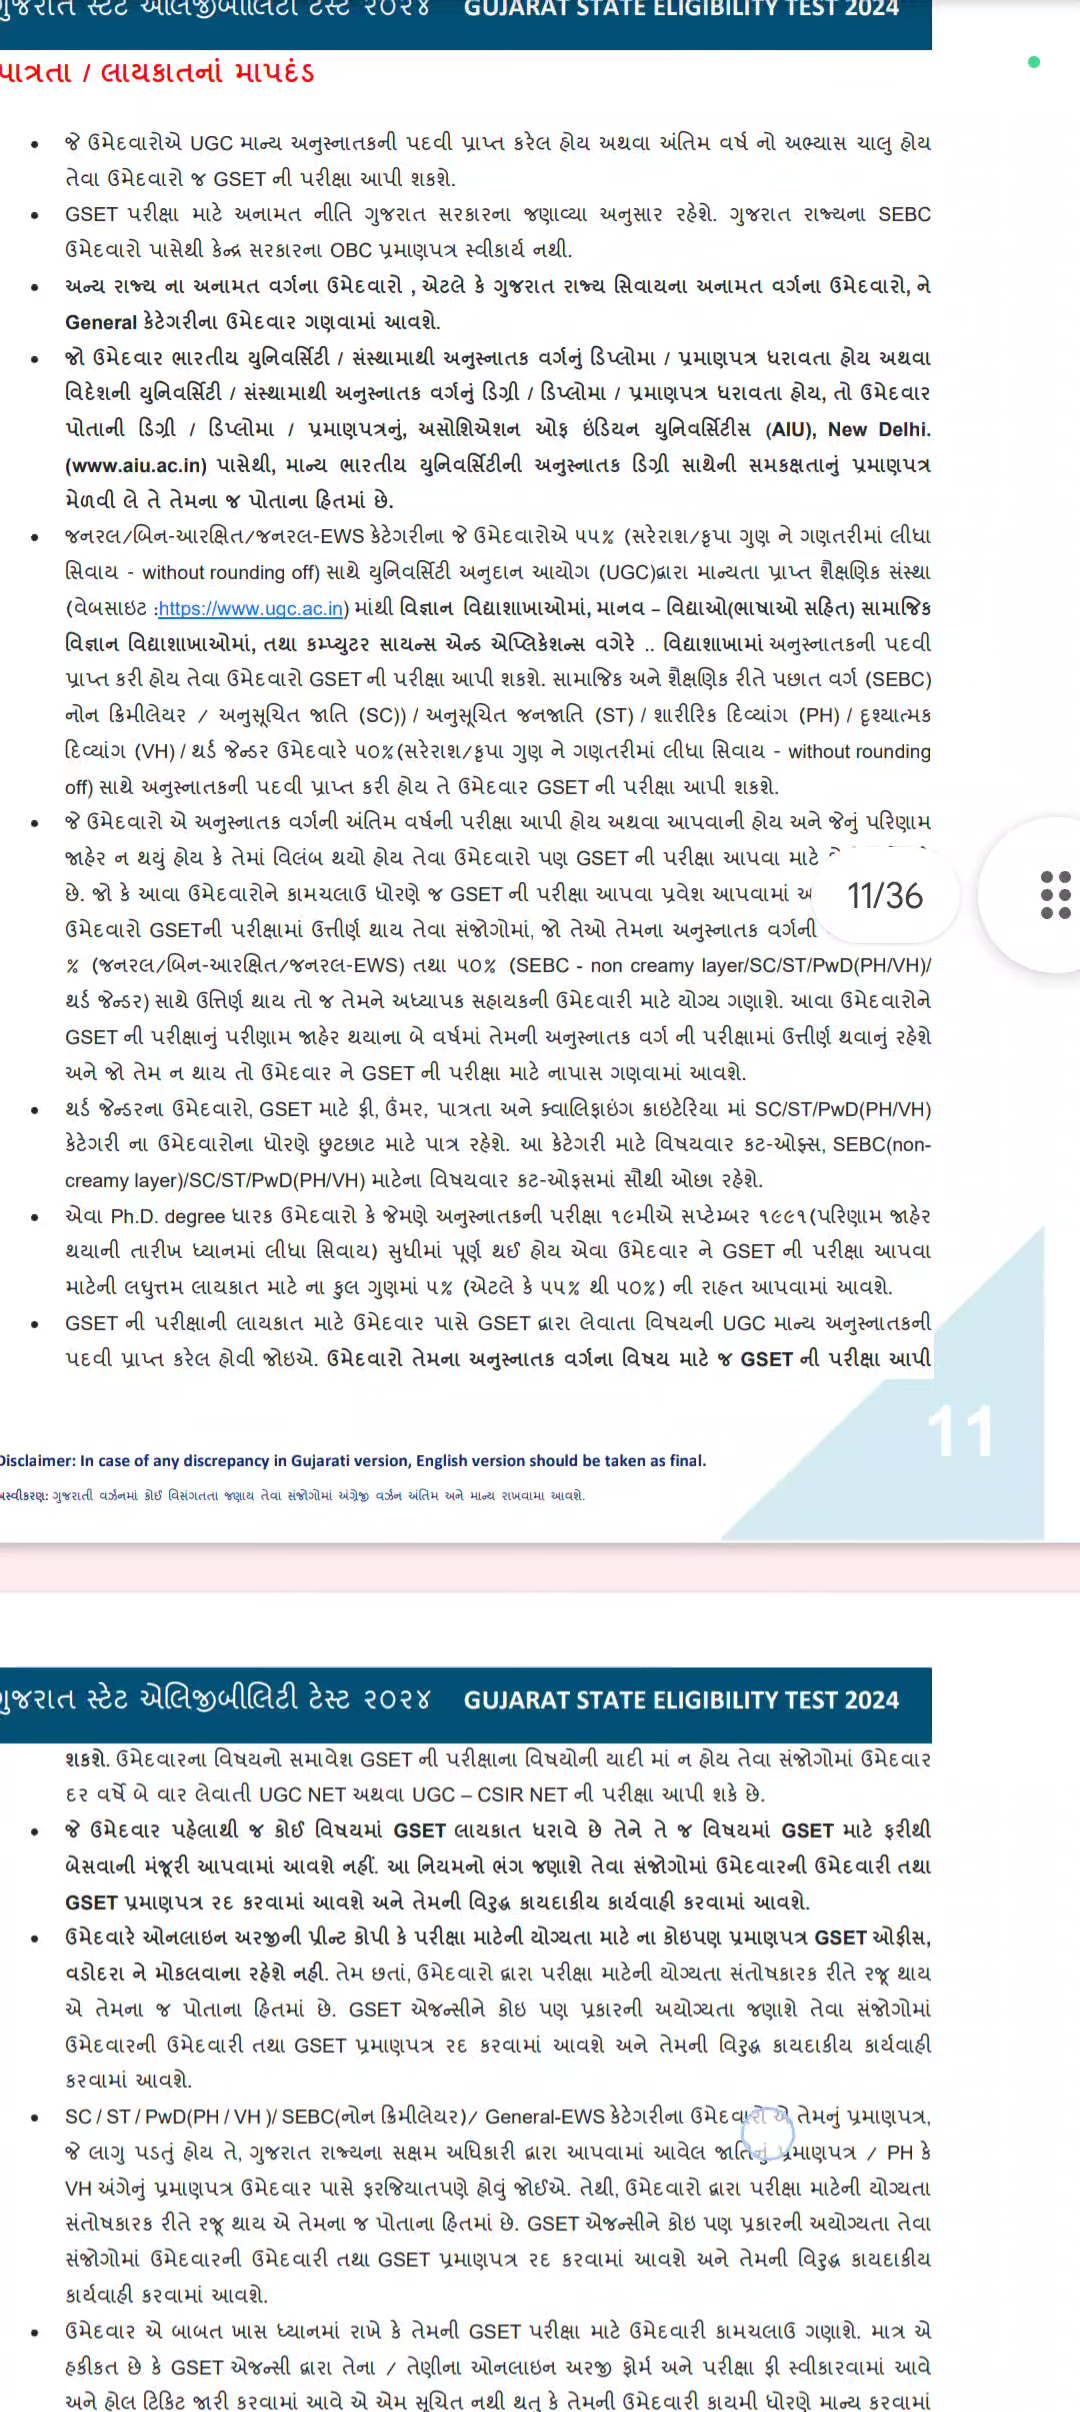 ગુજરાત સ્ટેટ એલિજીબીલિટી ટેસ્ટ ૨૦૨૪ GUJARAT STATE ELIGIBILITY TEST 2024
પાત્રતા / લાયકાતનાં માપદંડ
• જે ઉમેદવારોએ UGC માન્ય અનુસ્નાતકની પદવી પ્રાપ્ત કરેલ હોય અથવા અંતિમ વર્ષ નો અભ્યાસ ચાલુ હોય
તેવા ઉમેદવારો જ GSET ની પરીક્ષા આપી શકશે.
• GSET પરીક્ષા માટે અનામત નીતિ ગુજરાત સરકારના જણાવ્યા અનુસાર રહેશે. ગુજરાત રાજ્યના SEBC
ઉમેદવારો પાસેથી કેન્દ્ર સરકારના OBC પ્રમાણપત્ર સ્વીકાર્ય નથી.
• અન્ય રાજ્ય ના અનામત વર્ગના ઉમેદવારો , એટલે કે ગુજરાત રાજ્ય સિવાયના અનામત વર્ગના ઉમેદવારો, ને
General કેટેગરીના ઉમેદવાર ગણવામાં આવશે.
• જો ઉમેદવાર ભારતીય યુનિવર્સિટી / સંસ્થામાથી અનુસ્નાતક વર્ગનું ડિપ્લોમા / પ્રમાણપત્ર ધરાવતા હોય અથવા
વિદેશની યુનિવર્સિટી / સંસ્થામાથી અનુસ્નાતક વર્ગનું ડિગ્રી / ડિપ્લોમા / પ્રમાણપત્ર ધરાવતા હોય, તો ઉમેદવાર
પોતાની ડિગ્રી / ડિપ્લોમા / પ્રમાણપત્રનું, અસોશિએશન ઓફ ઇંડિયન યુનિવર્સિટીસ (AIU), New Delhi.
(www.aiu.ac.in) પાસેથી, માન્ય ભારતીય યુનિવર્સિટીની અનુસ્નાતક ડિગ્રી સાથેની સમકક્ષતાનું પ્રમાણપત્ર
મેળવી લે તે તેમના જ પોતાના હિતમાં છે.
• જનરલ/બિન-આરક્ષિત/જનરલ-EWS કેટેગરીના જે ઉમેદવારોએ ૫૫% (સરેરાશ/કૃપા ગુણ ને ગણતરીમાં લીધા
સિવાય - without rounding off) સાથે યુનિવર્સિટી અનુદાન આયોગ (UGC)દ્વારા માન્યતા પ્રાપ્ત શૈક્ષણિક સંસ્થા
(વેબસાઇટ :https://www.ugc.ac.in) માંથી વિજ્ઞાન વિદ્યાશાખાઓમાં, માનવ – વિદ્યાઓ(ભાષાઓ સહિત) સામાજિક
વિજ્ઞાન વિદ્યાશાખાઓમાં, તથા કમ્પ્યુટર સાયન્સ એન્ડ એપ્લિકેશન્સ વગેરે .. વિદ્યાશાખામાં અનુસ્નાતકની પદવી
પ્રાપ્ત કરી હોય તેવા ઉમેદવારો GSET ની પરીક્ષા આપી શકશે. સામાજિક અને શૈક્ષણિક રીતે પછાત વર્ગ (SEBC)
નોન ક્રિમીલેયર / અનુસૂચિત જાતિ (SC)) / અનુસૂચિત જનજાતિ (ST) / શારીરિક દિવ્યાંગ (PH) / દૃશ્યાત્મક
દિવ્યાંગ (VH) / થર્ડ જેન્ડર ઉમેદવારે ૫૦%(સરેરાશ/કૃપા ગુણ ને ગણતરીમાં લીધા સિવાય - without rounding
off) સાથે અનુસ્નાતકની પદવી પ્રાપ્ત કરી હોય તે ઉમેદવાર GSET ની પરીક્ષા આપી શકશે.
• જે ઉમેદવારો એ અનુસ્નાતક વર્ગની અંતિમ વર્ષની પરીક્ષા આપી હોય અથવા આપવાની હોય અને જેનું પરિણામ
જાહેર ન થયું હોય કે તેમાં વિલંબ થયો હોય તેવા ઉમેદવારો પણ GSET ની પરીક્ષા આપવા માટે
છે. જો કે આવા ઉમેદવારોને કામચલાઉ ધોરણે જ GSET ની પરીક્ષા આપવા પ્રવેશ આપવામાં
11/36
ઉમેદવારો GSETની પરીક્ષામાં ઉત્તીર્ણ થાય તેવા સંજોગોમાં, જો તેઓ તેમના અનુસ્નાતક વર્ગની
% (જનરલ/બિન-આરક્ષિત/જનરલ-EWS) તથા ૫૦% (SEBC - non creamy layer/SC/ST/PwD(PH/VH)/
થર્ડ જેન્ડર) સાથે ઉત્તિર્ણ થાય તો જ તેમને અધ્યાપક સહાયકની ઉમેદવારી માટે યોગ્ય ગણાશે. આવા ઉમેદવારોને
GSET ની પરીક્ષાનું પરીણામ જાહેર થયાના બે વર્ષમાં તેમની અનુસ્નાતક વર્ગ ની પરીક્ષામાં ઉત્તીર્ણ થવાનું રહેશે
અને જો તેમ ન થાય તો ઉમેદવાર ને GSET ની પરીક્ષા માટે નાપાસ ગણવામાં આવશે.
• થર્ડ જેન્ડરના ઉમેદવારો, GSET માટે ફી, ઉંમર, પાત્રતા અને ક્વાલિફાઇંગ ક્રાઇટેરિયા માં SC/ST/PwD(PH/VH)
કેટેગરી ના ઉમેદવારોના ધોરણે છુટછાટ માટે પાત્ર રહેશે. આ કેટેગરી માટે વિષયવાર કટ-ઓફ્સ, SEBC(non-
creamy layer)/SC/ST/PwD(PH/VH) માટેના વિષયવાર કટ-ઓફસમાં સૌથી ઓછા રહેશે.
• એવા Ph.D. degree ધારક ઉમેદવારો કે જેમણે અનુસ્નાતકની પરીક્ષા ૧૯મીએ સપ્ટેમ્બર ૧૯૯૧(પરિણામ જાહેર
થયાની તારીખ ધ્યાનમાં લીધા સિવાય) સુધીમાં પૂર્ણ થઈ હોય એવા ઉમેદવાર ને GSET ની પરીક્ષા આપવા
માટેની લઘુત્તમ લાયકાત માટે ના કુલ ગુણમાં ૫% (એટલે કે ૫૫% થી ૫૦%) ની રાહત આપવામાં આવશે.
• GSET ની પરીક્ષાની લાયકાત માટે ઉમેદવાર પાસે GSET દ્વારા લેવાતા વિષયની UGC માન્ય અનુસ્નાતકની
પદવી પ્રાપ્ત કરેલ હોવી જોઇએ. ઉમેદવારો તેમના અનુસ્નાતક વર્ગના વિષય માટે જ GSET ની પરીક્ષા આપી
11
Disclaimer: In case of any discrepancy in Gujarati version, English version should be taken as final.
અસ્વીકરણ: ગુજરાતી વર્ઝનમાં કોઈ વિસંગતતા જણાય તેવા સંજોગોમાં અંગ્રેજી વર્ઝન અંતિમ અને માન્ય રાખવામા આવશે.
ગુજરાત સ્ટેટ એલિજીબીલિટી ટેસ્ટ ૨૦૨૪ GUJARAT STATE ELIGIBILITY TEST 2024
શકશે. ઉમેદવારના વિષયનો સમાવેશ GSET ની પરીક્ષાના વિષયોની યાદી માં ન હોય તેવા સંજોગોમાં ઉમેદવાર
દર વર્ષે બે વાર લેવાતી UGC NET અથવા UGC – CSIR NET ની પરીક્ષા આપી શકે છે.
• જે ઉમેદવાર પહેલાથી જ કોઈ વિષયમાં GSET લાયકાત ધરાવે છે તેને તે જ વિષયમાં GSET માટે ફરીથી
બેસવાની મંજૂરી આપવામાં આવશે નહીં. આ નિયમનો ભંગ જણાશે તેવા સંજોગોમાં ઉમેદવારની ઉમેદવારી તથા
GSET પ્રમાણપત્ર રદ કરવામાં આવશે અને તેમની વિરુદ્ધ કાયદાકીય કાર્યવાહી કરવામાં આવશે.
• ઉમેદવારે ઓનલાઇન અરજીની પ્રીન્ટ કોપી કે પરીક્ષા માટેની યોગ્યતા માટે ના કોઇપણ પ્રમાણપત્ર GSET ઓફીસ,
વડોદરા ને મોકલવાના રહેશે નહી. તેમ છતાં, ઉમેદવારો દ્વારા પરીક્ષા માટેની યોગ્યતા સંતોષકારક રીતે રજૂ થાય
એ તેમના જ પોતાના હિતમાં છે. GSET એજન્સીને કોઇ પણ પ્રકારની અયોગ્યતા જણાશે તેવા સંજોગોમાં
ઉમેદવારની ઉમેદવારી તથા GSET પ્રમાણપત્ર રદ કરવામાં આવશે અને તેમની વિરુદ્ધ કાયદાકીય કાર્યવાહી
કરવામાં આવશે.
• SC / ST / PwD(PH / VH )/ SEBC(નોન ક્રિમીલેયર)/ General-EWS કેટેગરીના ઉમેદવારો એ તેમનું પ્રમાણપત્ર,
જે લાગુ પડતું હોય તે, ગુજરાત રાજ્યના સક્ષમ અધિકારી દ્વારા આપવામાં આવેલ જાતિનું પ્રમાણપત્ર / PH કે
VH અંગેનું પ્રમાણપત્ર ઉમેદવાર પાસે ફરજિયાતપણે હોવું જોઈએ. તેથી, ઉમેદવારો દ્વારા પરીક્ષા માટેની યોગ્યતા
સંતોષકારક રીતે રજૂ થાય એ તેમના જ પોતાના હિતમાં છે. GSET એજન્સીને કોઇ પણ પ્રકારની અયોગ્યતા તેવા
સંજોગોમાં ઉમેદવારની ઉમેદવારી તથા GSET પ્રમાણપત્ર રદ કરવામાં આવશે અને તેમની વિરુદ્ધ કાયદાકીય
કાર્યવાહી કરવામાં આવશે.
• ઉમેદવાર એ બાબત ખાસ ધ્યાનમાં રાખે કે તેમની GSET પરીક્ષા માટે ઉમેદવારી કામચલાઉ ગણાશે. માત્ર એ
હકીકત છે કે GSET એજન્સી દ્વારા તેના / તેણીના ઓનલાઇન અરજી ફોર્મ અને પરીક્ષા ફી સ્વીકારવામાં આવે
અને હોલ ટિકિટ જારી કરવામાં આવે એ એમ સૂચિત નથી થતુ કે તેમની ઉમેદવારી કાયમી ધોરણે માન્ય કરવામાં